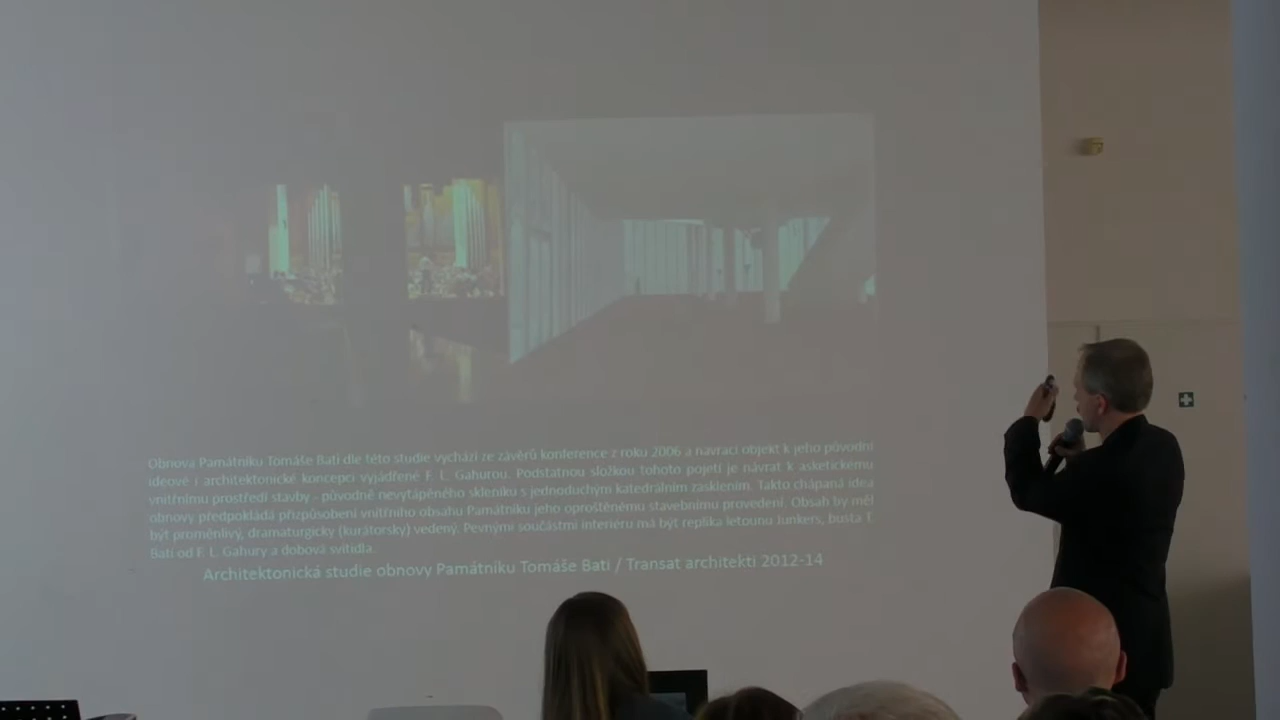 Obnova Památníku Tomáše Bati dle této studie vychází ze závěrů konference z roku 2006 a navrací objekt k jeho původní
ideové i architektonické koncepci vyjádřené F. L. Gahurou. Podstatnou složkou tohoto pojetí je návrat k asketickému
vnitřnímu prostředí stavby - původně nevytápěného skleníku s jednoduchým katedrálním zasklením. Takto chápaná idea
obnovy předpokládá přizpůsobení vnitřního obsahu Památníku jeho oproštěnému stavebnímu provedení. Obsah by měl
být proměnlivý, dramaturgicky (kurátorsky) vedený. Pevnými součástmi interieru má být replika letounu Junkers, busta T.
Bati od F. L. Gahury a dobová svítidla.
Architektonická studie obnovy Památníku Tomáše Bati / Transat architekti 2012-14